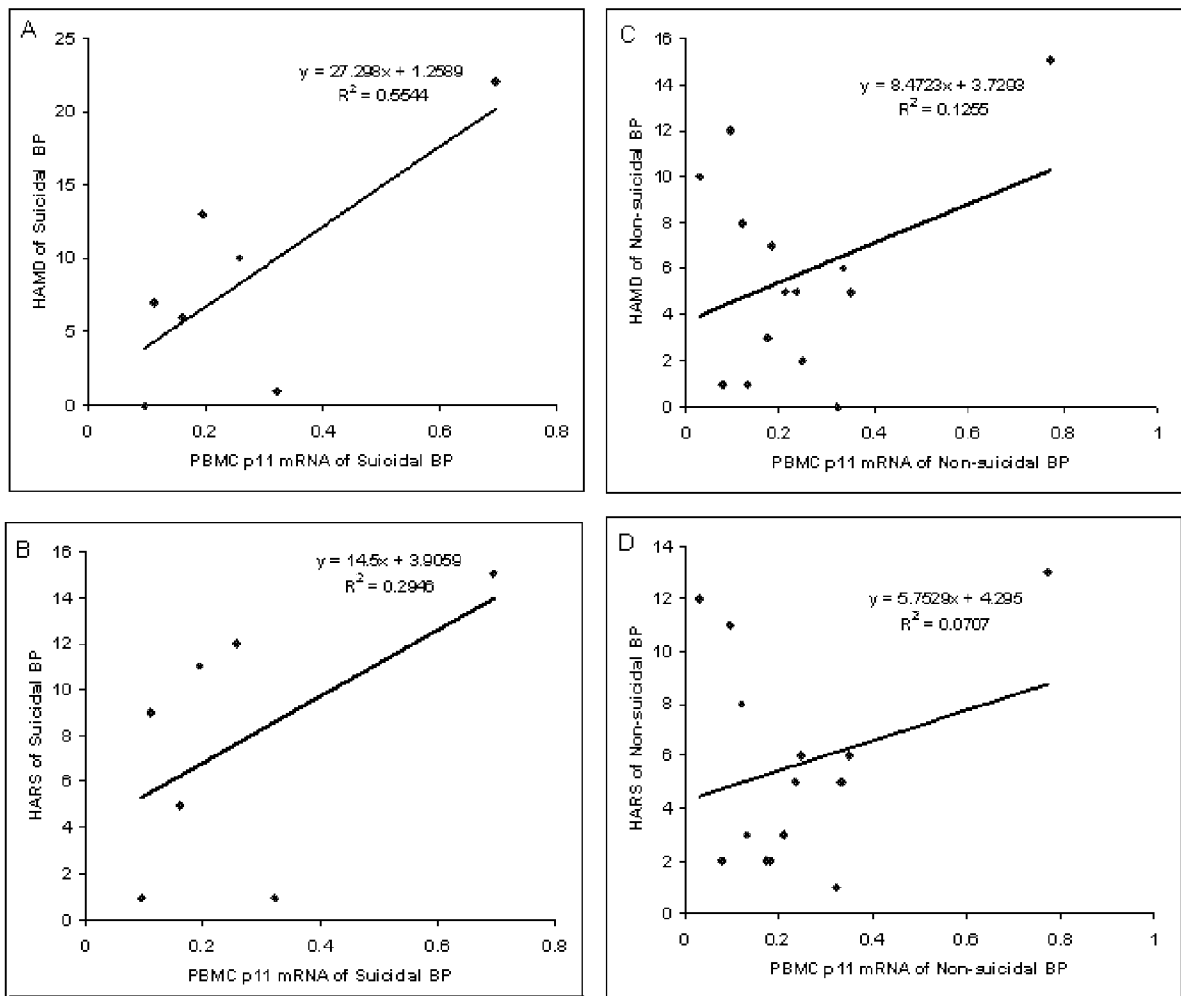 A
25
20
15
10
5
0
0 0.2 0.4 0.6 0.8
HAMD of Suicidal BP
y = 27.298x + 1.2589
R² = 0.5544
PBMC p11 mRNA of Suicidal BP
C
16
14
12
10
8
6
4
2
0
0 0.2 0.4 0.6 0.8 1
HAMD of Non-suicidal BP
y = 8.4723x + 3.7293
R² = 0.1255
PBMC p11 mRNA of Non-suicidal BP
B
16
14
12
10
8
6
4
2
0
0 0.2 0.4 0.6 0.8
HARS of Suicidal BP
y = 14.5x + 3.9059
R² = 0.2946
PBMC p11 mRNA of Suicidal BP
D
14
12
10
8
6
4
2
0
0 0.2 0.4 0.6 0.8 1
HARS of Non-suicidal BP
y = 5.7529x + 4.295
R² = 0.0707
PBMC p11 mRNA of Non-suicidal BP